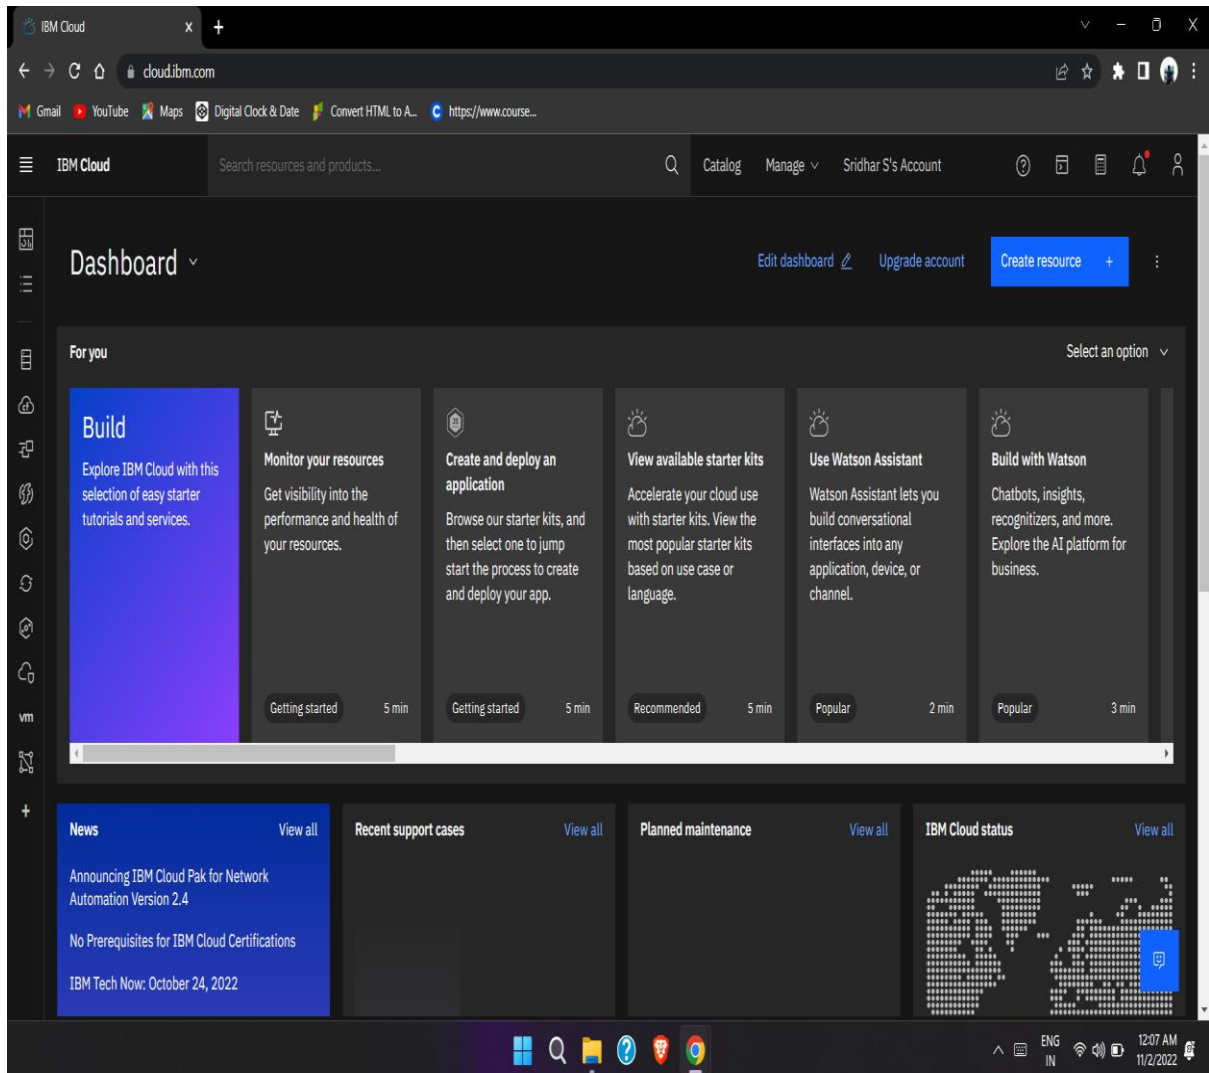 IBM Cloud
cloud.ibm.com
Gmail YouTube Maps Digital Clock & Date Convert HTML to A... https://www.course...
IBM Cloud Search resources and products... Catalog Manage Sridhar S's Account
Dashboard Edit dashboard Upgrade account Create resource +
For you Select an option
Build
Explore IBM Cloud with this
selection of easy starter
tutorials and services.
Monitor your resources
Get visibility into the
performance and health of
your resources.
Getting started 5 min
Create and deploy an
application
Browse our starter kits, and
then select one to jump
start the process to create
and deploy your app.
Getting started 5 min
View available starter kits
Accelerate your cloud use
with starter kits. View the
most popular starter kits
based on use case or
language.
Recommended 5 min
Use Watson Assistant
Watson Assistant lets you
build conversational
interfaces into any
application, device, or
channel.
Popular 2 min
Build with Watson
Chatbots, insights,
recognitizers, and more.
Explore the AI platform for
business.
Popular 3 min
vm
News View all
Announcing IBM Cloud Pak for Network
Automation Version 2.4
No Prerequisites for IBM Cloud Certifications
IBM Tech Now: October 24, 2022
Recent support cases View all
Planned maintenance View all
IBM Cloud status View all
ENG
IN
12:07 AM
11/2/2022